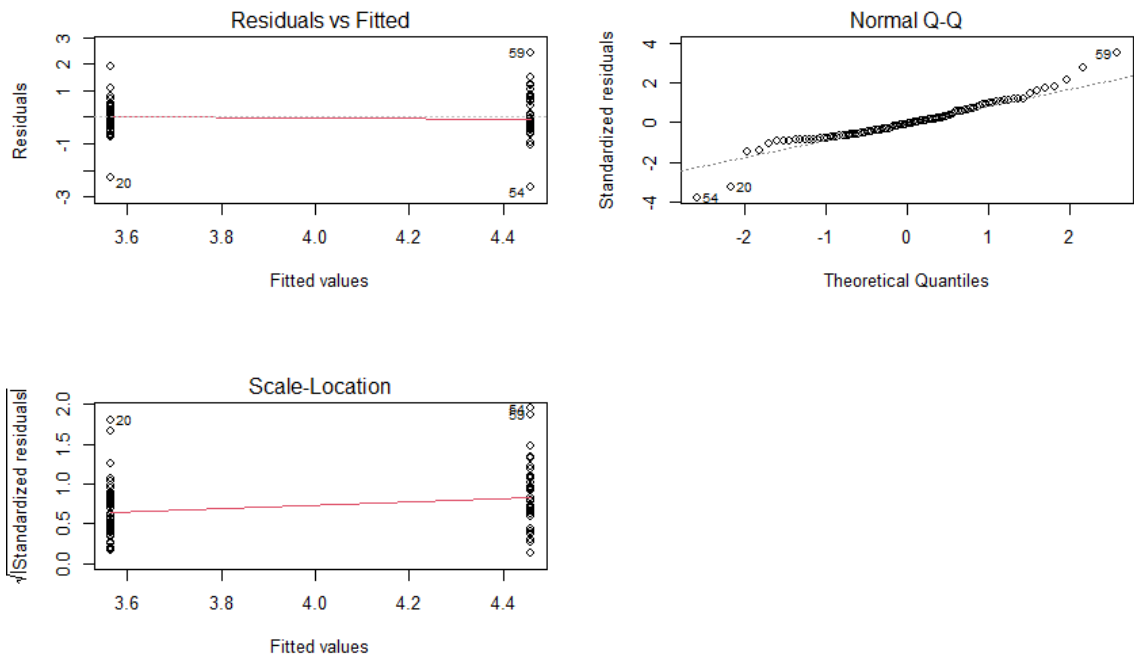 Residuals vs Fitted
Residuals
3
2
1
-1
-3
59
20
54
3.6 3.8 4.0 4.2 4.4
Fitted values
Normal Q-Q
Standardized residuals
4
2
0
-2
-4
59
20
54
-2 -1 0 1 2
Theoretical Quantiles
Scale-Location
√|Standardized residuals|
2.0
1.5
1.0
0.5
0.0
20
54
59
3.6 3.8 4.0 4.2 4.4
Fitted values